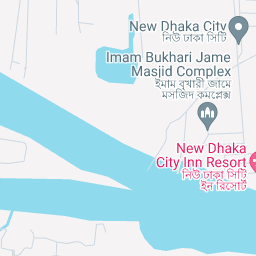 New Dhaka City
নিউ ঢাকা সিটি
Imam Bukhari Jame
Masjid Complex
ইমাম বুখারী জামে
মসজিদ কমপ্লেক্স
New Dhaka
City Inn Resort
নিউ ঢাকা সিটি
ইন রিসোর্ট